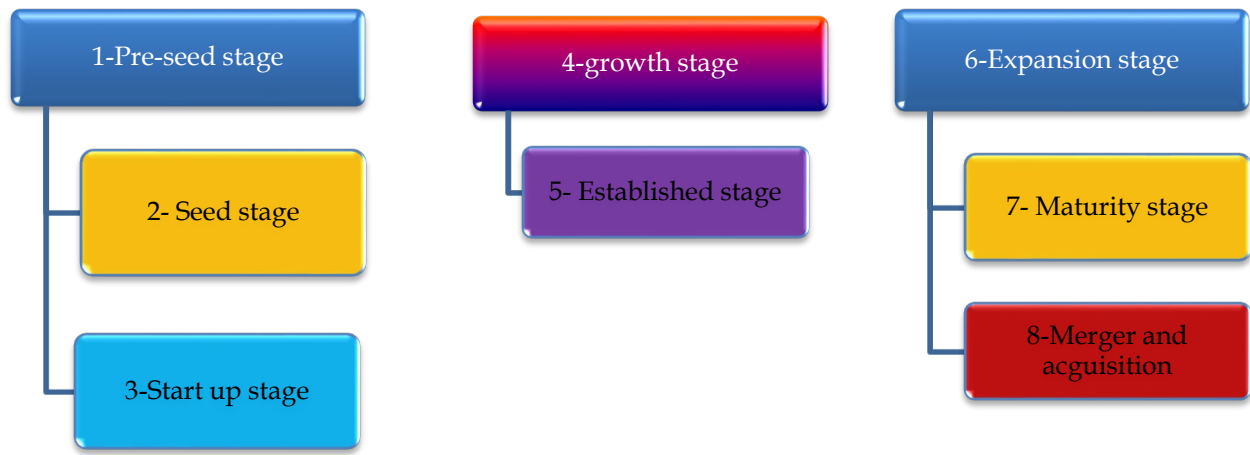 1-Pre-seed stage
2- Seed stage
3-Start up stage
4-growth stage
5- Established stage
6-Expansion stage
7- Maturity stage
8-Merger and
acguisition